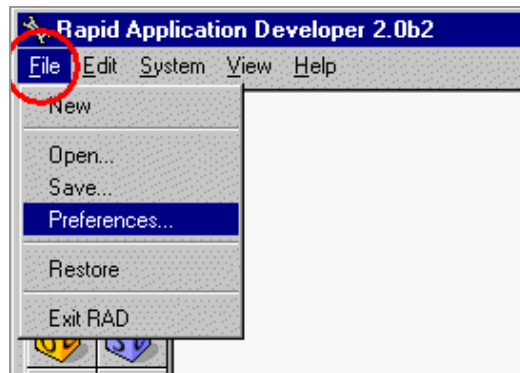 Rapid Application Developer 2.0b2
File Edit System View Help
New
Open...
Save...
Preferences...
Restore
Exit RAD